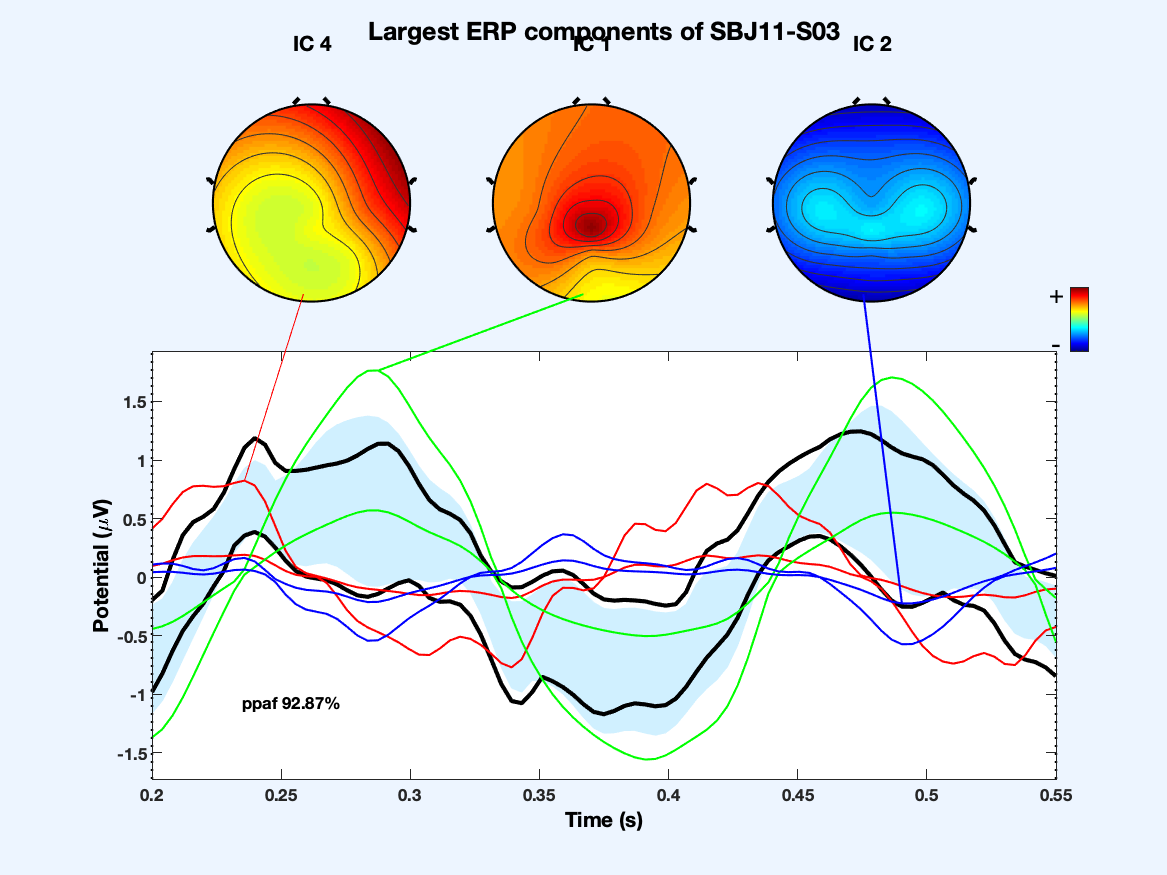 Largest ERP components of SBJ11-S03
IC 4
IC 1
IC 2
+
-
1.5
1
0.5
0
-0.5
-1
-1.5
Potential (μV)
ppaf 92.87%
0.2
0.25
0.3
0.35
0.4
0.45
0.5
0.55
Time (s)